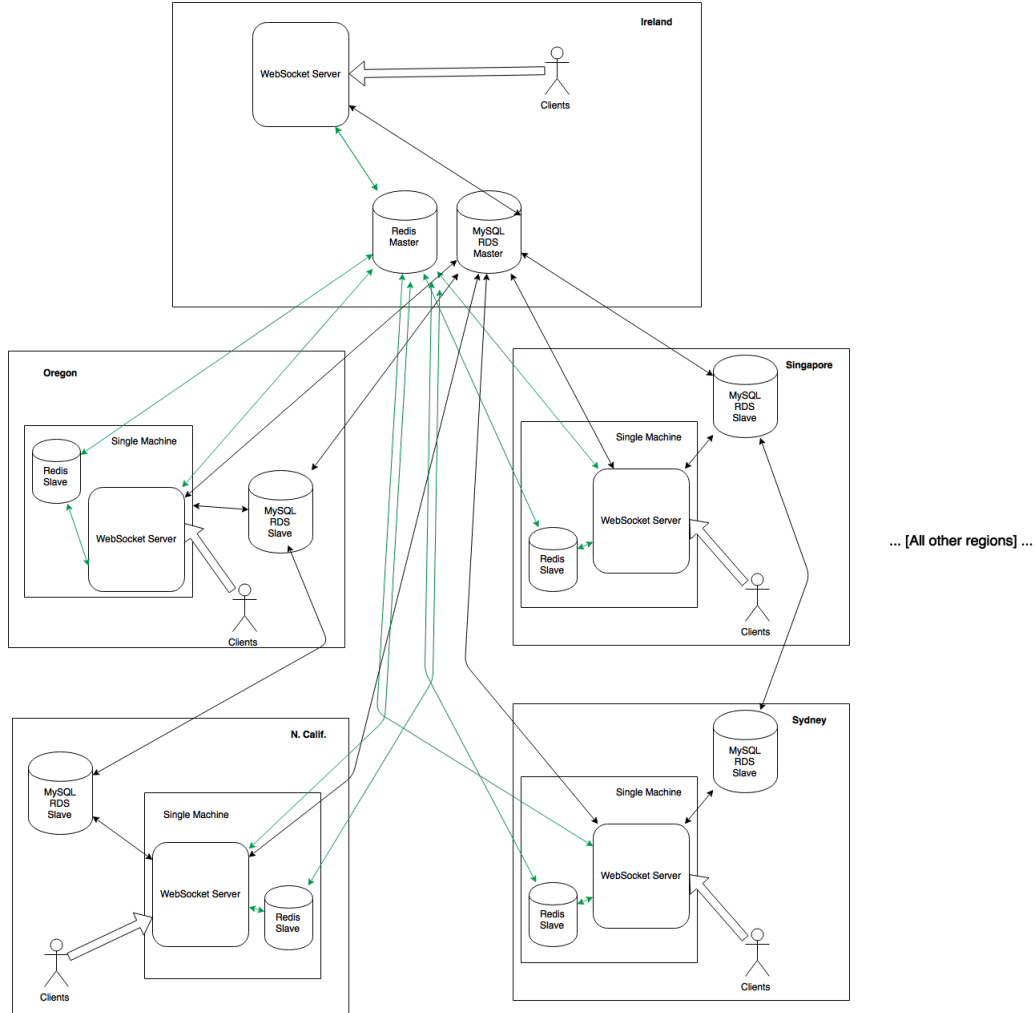 Ireland
WebSocket Server
Clients
Redis
Master
MySQL
RDS
Master
Oregon
Single Machine
Redis
Slave
WebSocket Server
MySQL
RDS
Slave
Clients
Singapore
MySQL
RDS
Slave
Single Machine
WebSocket Server
Redis
Slave
Clients
... [All other regions] ...
N. Calif.
MySQL
RDS
Slave
Single Machine
WebSocket Server
Redis
Slave
Clients
Sydney
MySQL
RDS
Slave
Single Machine
WebSocket Server
Redis
Slave
Clients